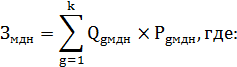 З_мдн = ∑_{g=1}^{k} Q_gмдн × P_gмдн, где: